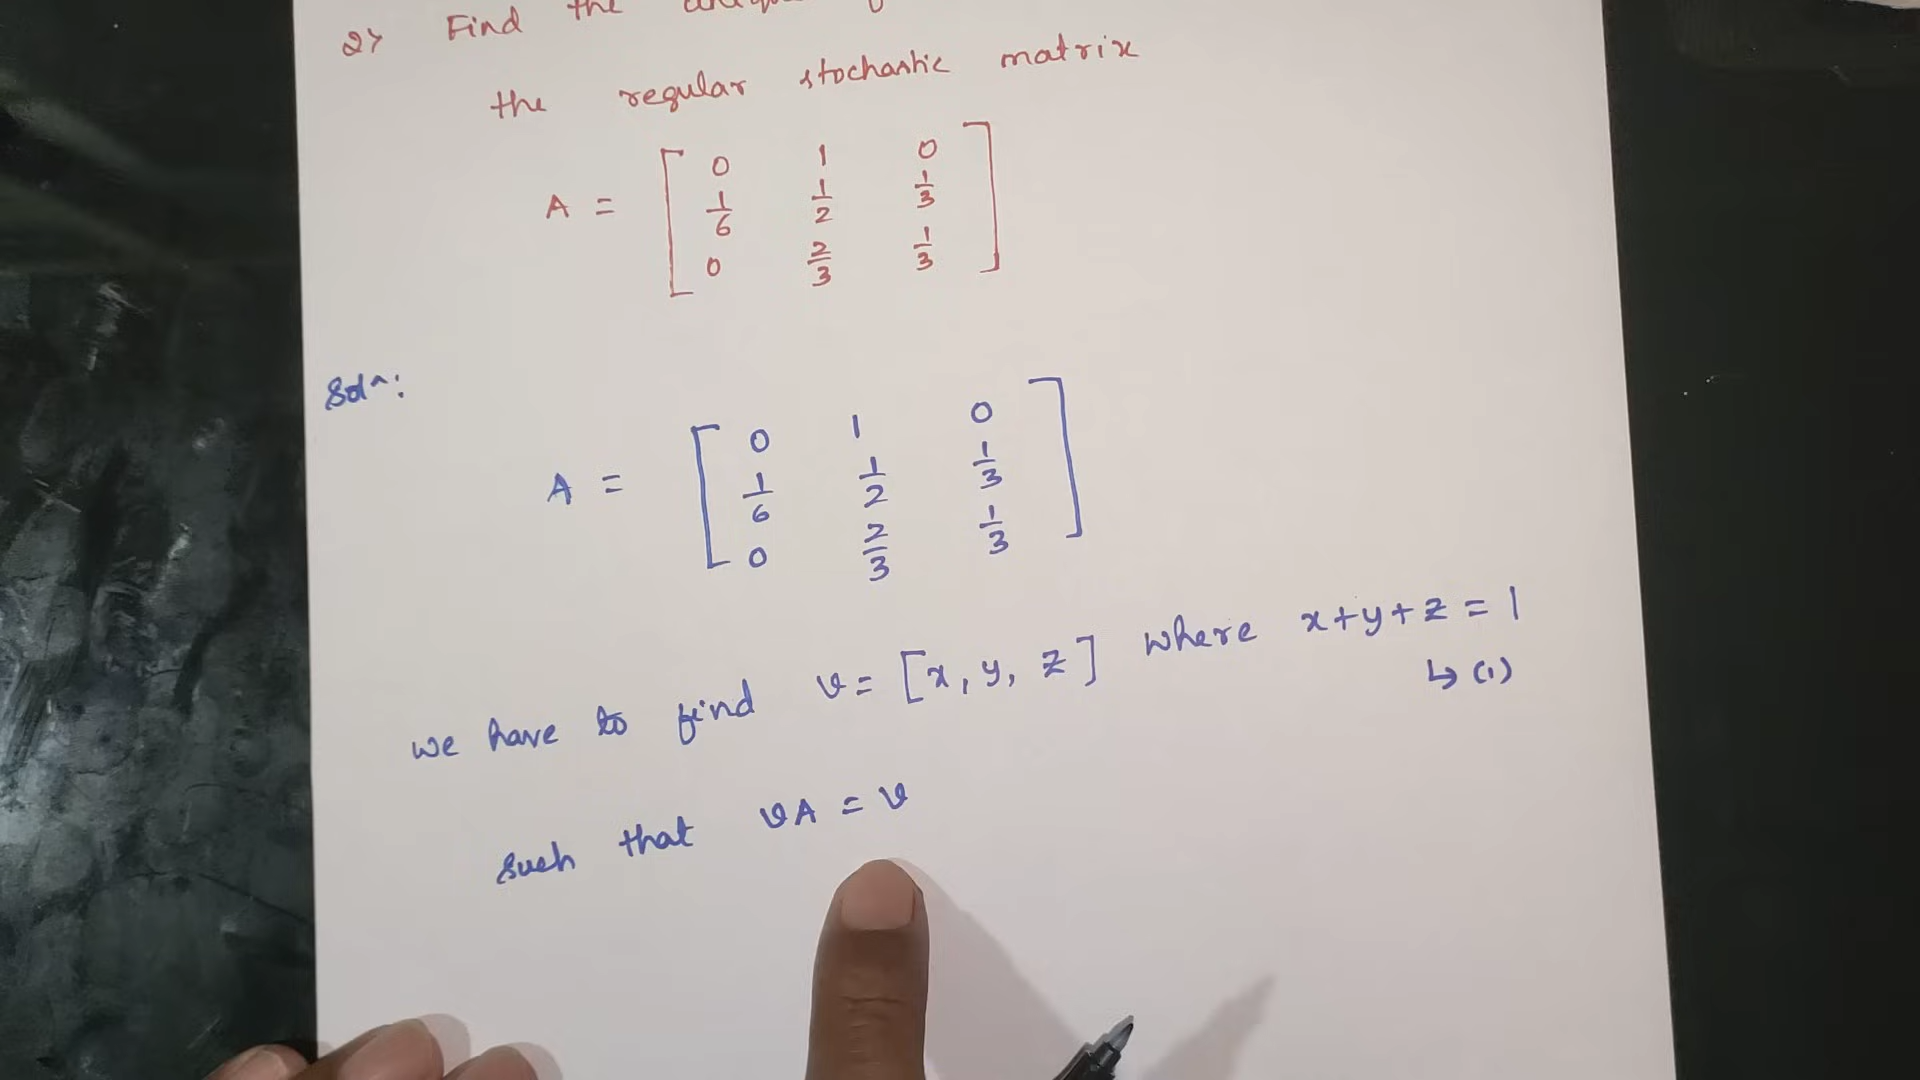 2> Find the
the regular stochastic matrix
A = [ 0 1 0
1/6 1/2 1/3
0 2/3 1/3 ]
Solⁿ:
A = [ 0 1 0
1/6 1/2 1/3
0 2/3 1/3 ]
we have to find v = [x, y, z] where x+y+z = 1
↳ (1)
such that vA = v